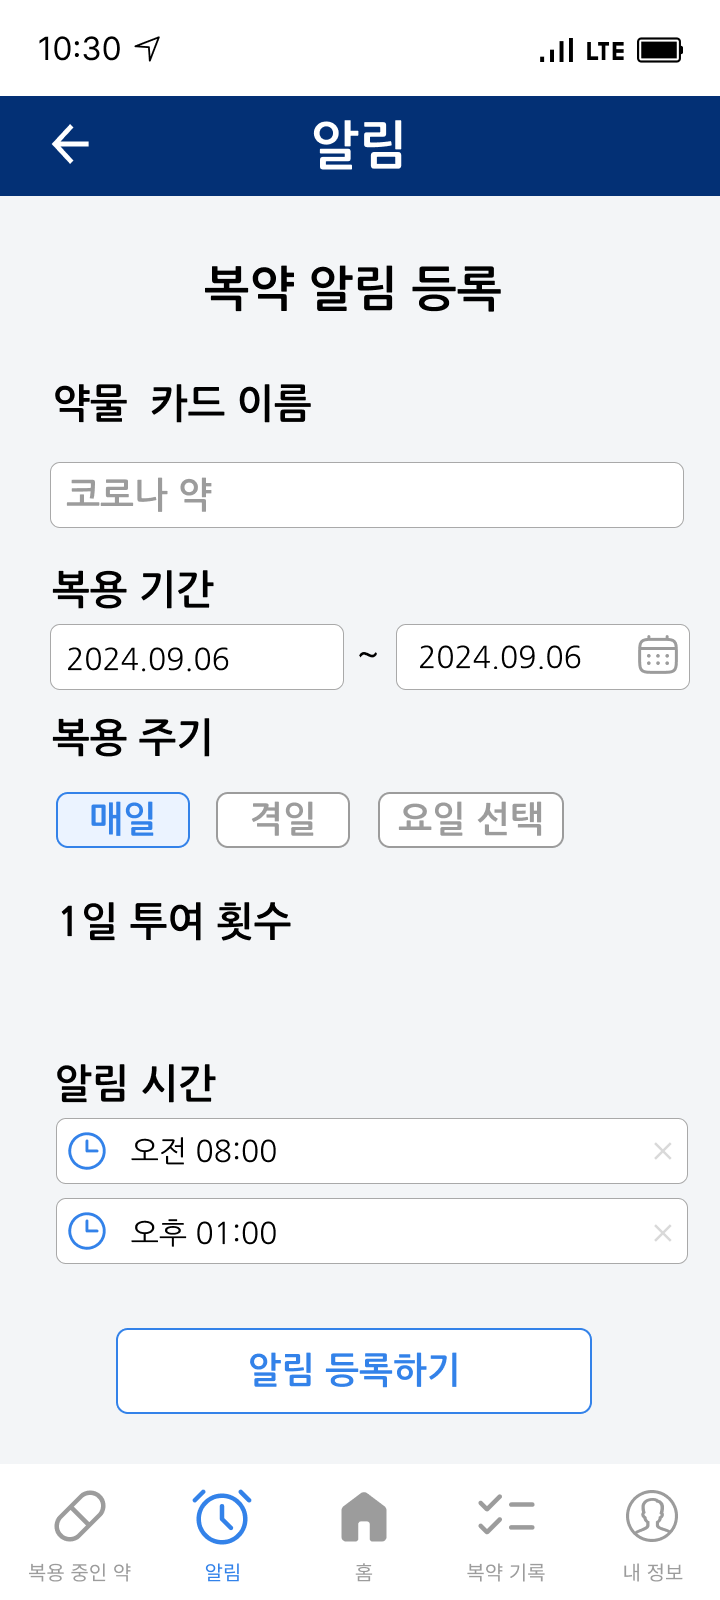 10:30 LTE
알림
복약 알림 등록
약물 카드 이름
코로나 약
복용 기간
2024.09.06 ~ 2024.09.06
복용 주기
매일 격일 요일 선택
1일 투여 횟수
알림 시간
오전 08:00 ×
오후 01:00 ×
알림 등록하기
복용 중인 약 알림 홈 복약 기록 내 정보